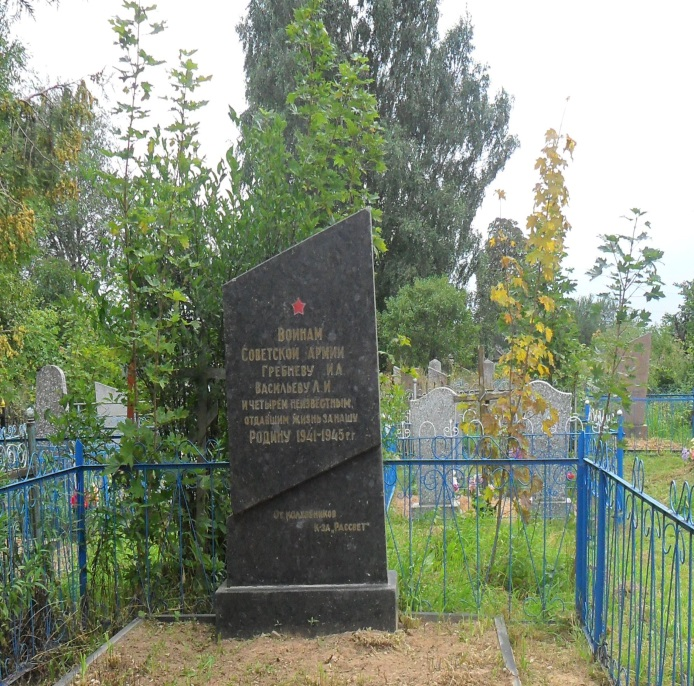 Воинам
Советской армии
Гребневу И.А
Васильеву Л.И.
и четырем неизвестным,
отдавшим жизнь за нашу
Родину 1941-1945 гг
От колхозников
к-за „Рассвет"